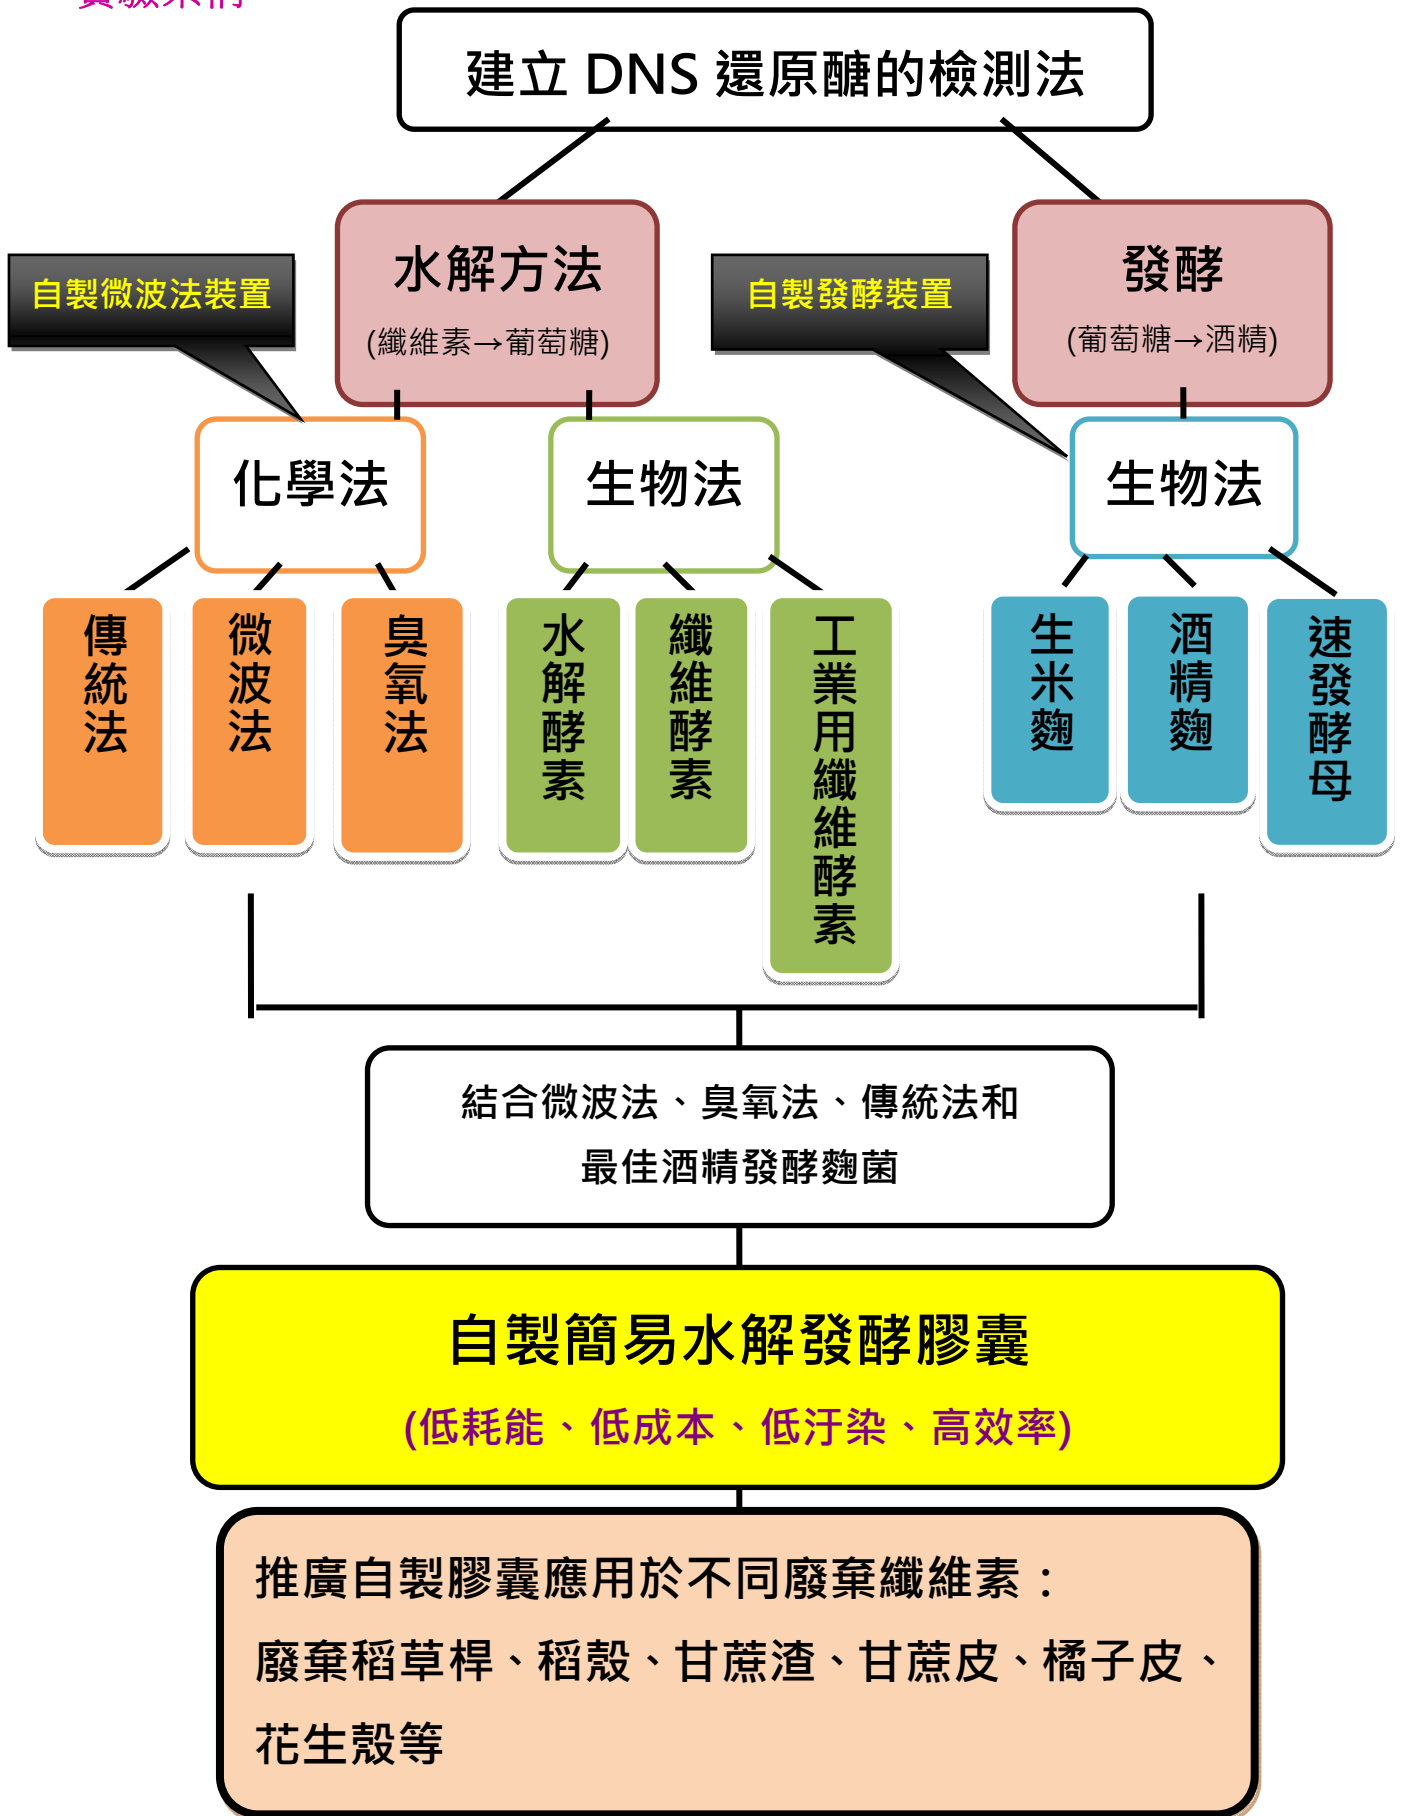 建立 DNS 還原醣的檢測法
水解方法
(纖維素→葡萄糖)
發酵
(葡萄糖→酒精)
自製微波法裝置
自製發酵裝置
化學法
生物法
生物法
傳統法
微波法
臭氧法
水解酵素
纖維酵素
工業用纖維酵素
生米麴
酒精麴
速發酵母
結合微波法、臭氧法、傳統法和
最佳酒精發酵麴菌
自製簡易水解發酵膠囊
(低耗能、低成本、低汙染、高效率)
推廣自製膠囊應用於不同廢棄纖維素：
廢棄稻草桿、稻殼、甘蔗渣、甘蔗皮、橘子皮、
花生殼等